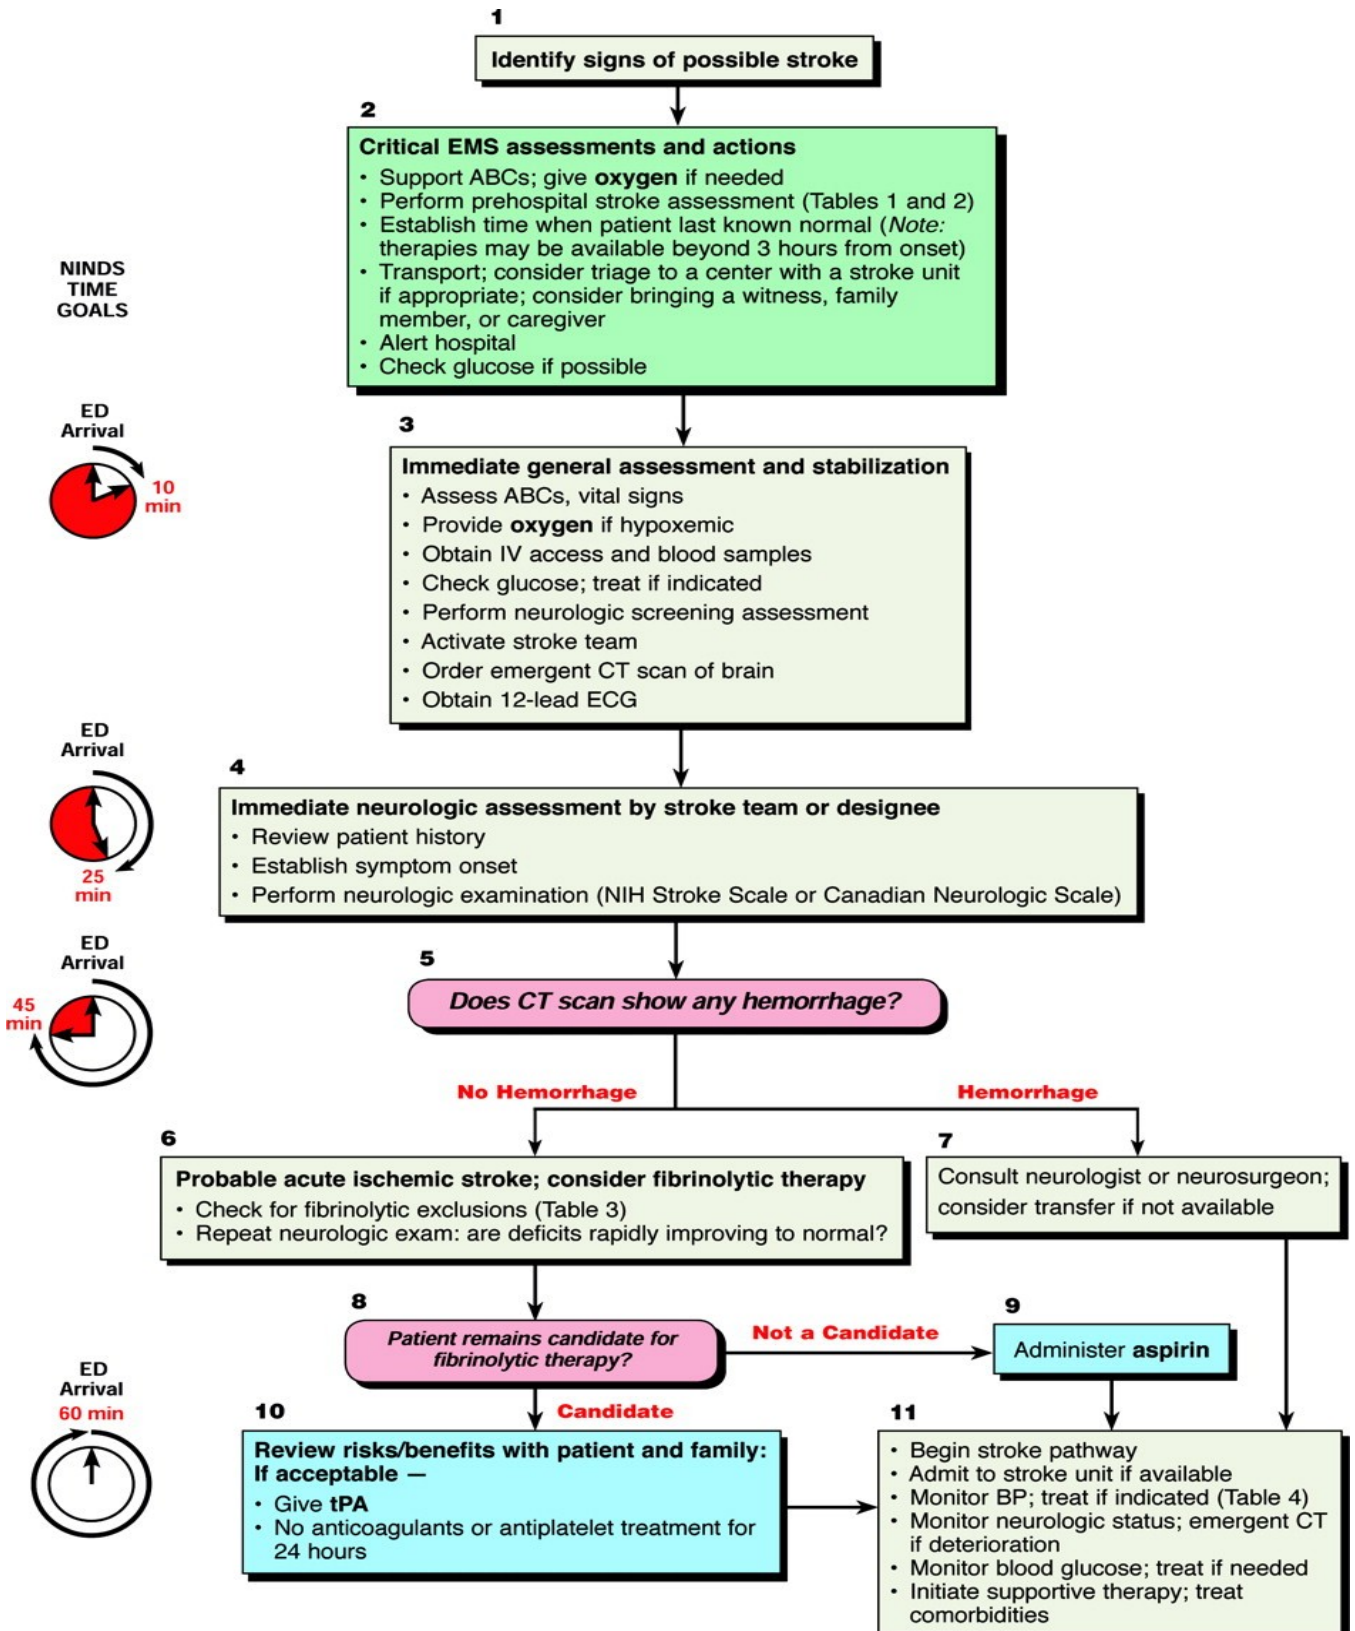 1
Identify signs of possible stroke
2
Critical EMS assessments and actions
• Support ABCs; give oxygen if needed
• Perform prehospital stroke assessment (Tables 1 and 2)
• Establish time when patient last known normal (Note:
therapies may be available beyond 3 hours from onset)
• Transport; consider triage to a center with a stroke unit
if appropriate; consider bringing a witness, family
member, or caregiver
• Alert hospital
• Check glucose if possible
NINDS
TIME
GOALS
ED
Arrival
10
min
3
Immediate general assessment and stabilization
• Assess ABCs, vital signs
• Provide oxygen if hypoxemic
• Obtain IV access and blood samples
• Check glucose; treat if indicated
• Perform neurologic screening assessment
• Activate stroke team
• Order emergent CT scan of brain
• Obtain 12-lead ECG
ED
Arrival
25
min
4
Immediate neurologic assessment by stroke team or designee
• Review patient history
• Establish symptom onset
• Perform neurologic examination (NIH Stroke Scale or Canadian Neurologic Scale)
ED
Arrival
45
min
5
Does CT scan show any hemorrhage?
No Hemorrhage
Hemorrhage
6
Probable acute ischemic stroke; consider fibrinolytic therapy
• Check for fibrinolytic exclusions (Table 3)
• Repeat neurologic exam: are deficits rapidly improving to normal?
7
Consult neurologist or neurosurgeon;
consider transfer if not available
8
Patient remains candidate for
fibrinolytic therapy?
Not a Candidate
9
Administer aspirin
Candidate
ED
Arrival
60 min
10
Review risks/benefits with patient and family:
If acceptable —
• Give tPA
• No anticoagulants or antiplatelet treatment for
24 hours
11
• Begin stroke pathway
• Admit to stroke unit if available
• Monitor BP; treat if indicated (Table 4)
• Monitor neurologic status; emergent CT
if deterioration
• Monitor blood glucose; treat if needed
• Initiate supportive therapy; treat
comorbidities